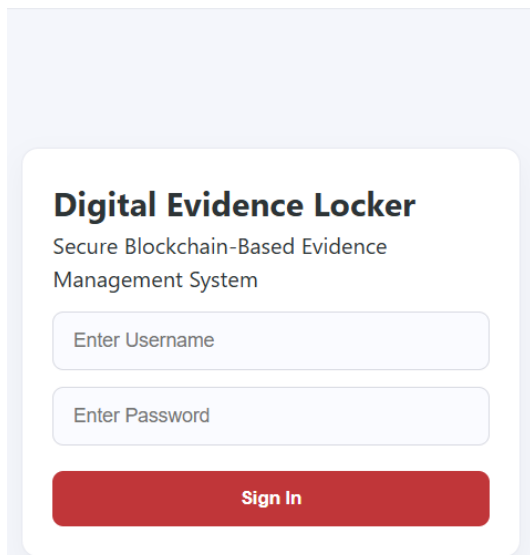 Digital Evidence Locker
Secure Blockchain-Based Evidence
Management System
Enter Username
Enter Password
Sign In